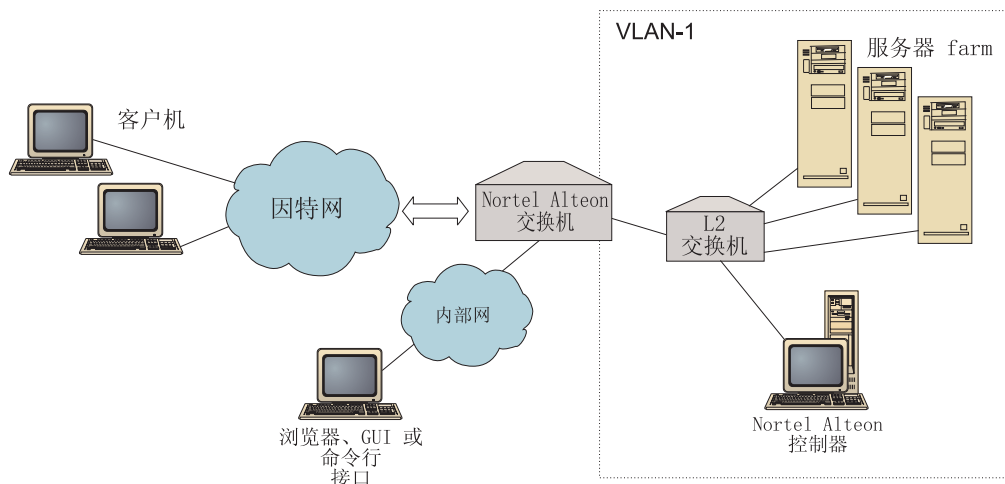 VLAN-1
服务器 farm
客户机
因特网
Nortel Alteon
交换机
L2
交换机
内部网
浏览器、GUI 或
命令行
接口
Nortel Alteon
控制器